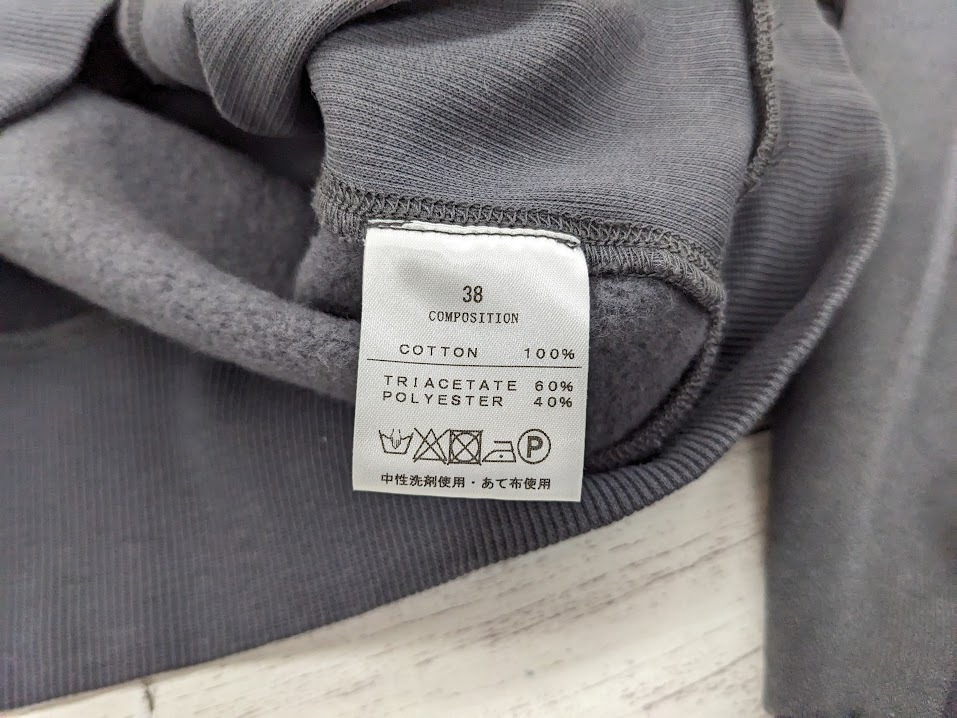 38
COMPOSITION
COTTON 100%
TRIACETATE 60%
POLYESTER 40%
P
中性洗剤使用・あて布使用